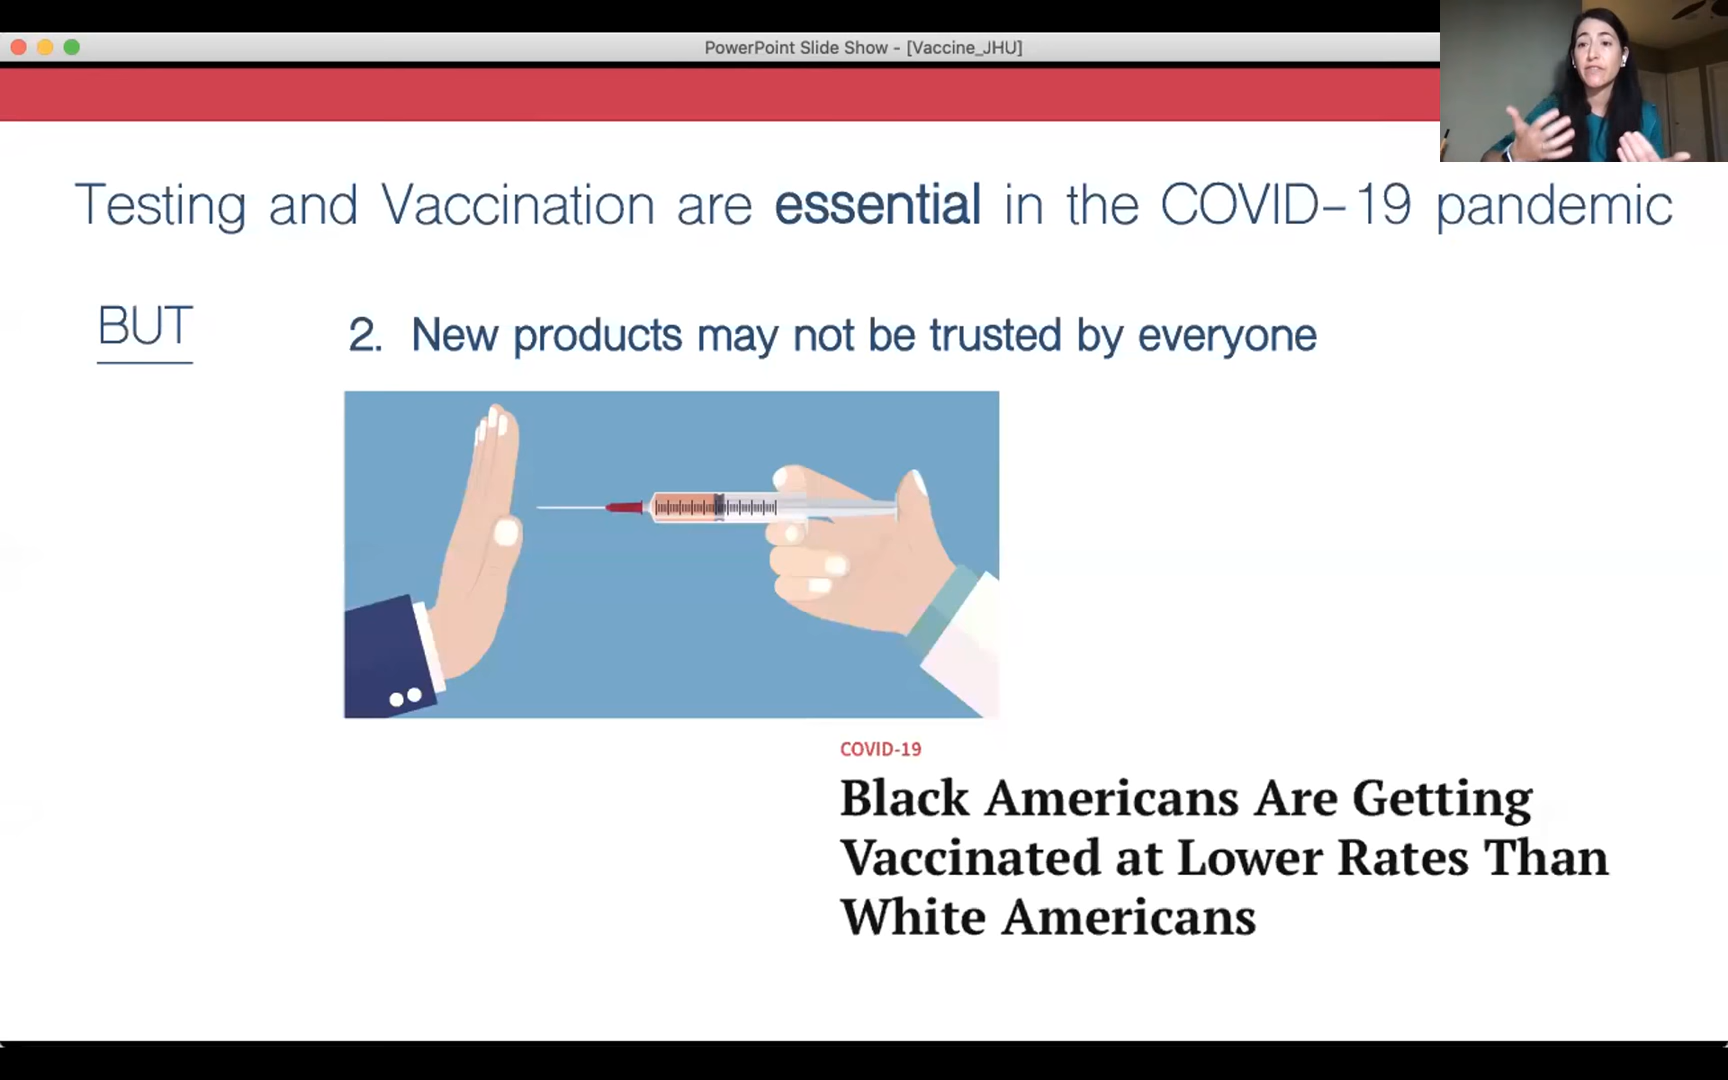 PowerPoint Slide Show - [Vaccine_JHU]
Testing and Vaccination are essential in the COVID-19 pandemic
BUT
2. New products may not be trusted by everyone
COVID-19
Black Americans Are Getting
Vaccinated at Lower Rates Than
White Americans